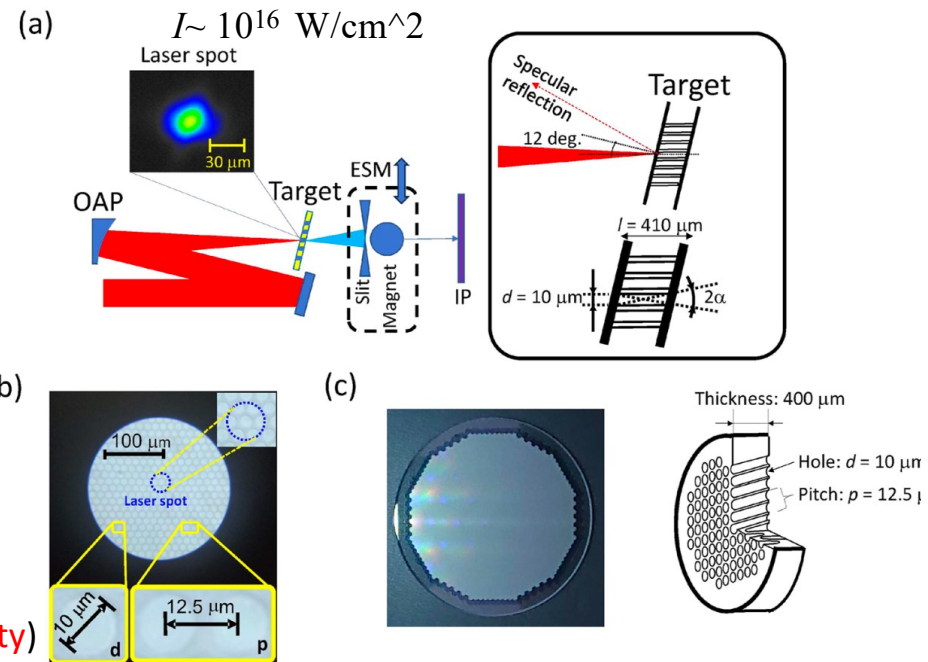 (a)
I~ 10¹⁶ W/cm^2
Laser spot
30 μm
OAP
Target
ESM
Slit
Magnet
IP
Specular
reflection
Target
12 deg.
l = 410 μm
d = 10 μm
2α
b)
100 μm
Laser spot
10 μm
d
12.5 μm
p
ty)
(c)
Thickness: 400 μm
Hole: d = 10 μm
Pitch: p = 12.5